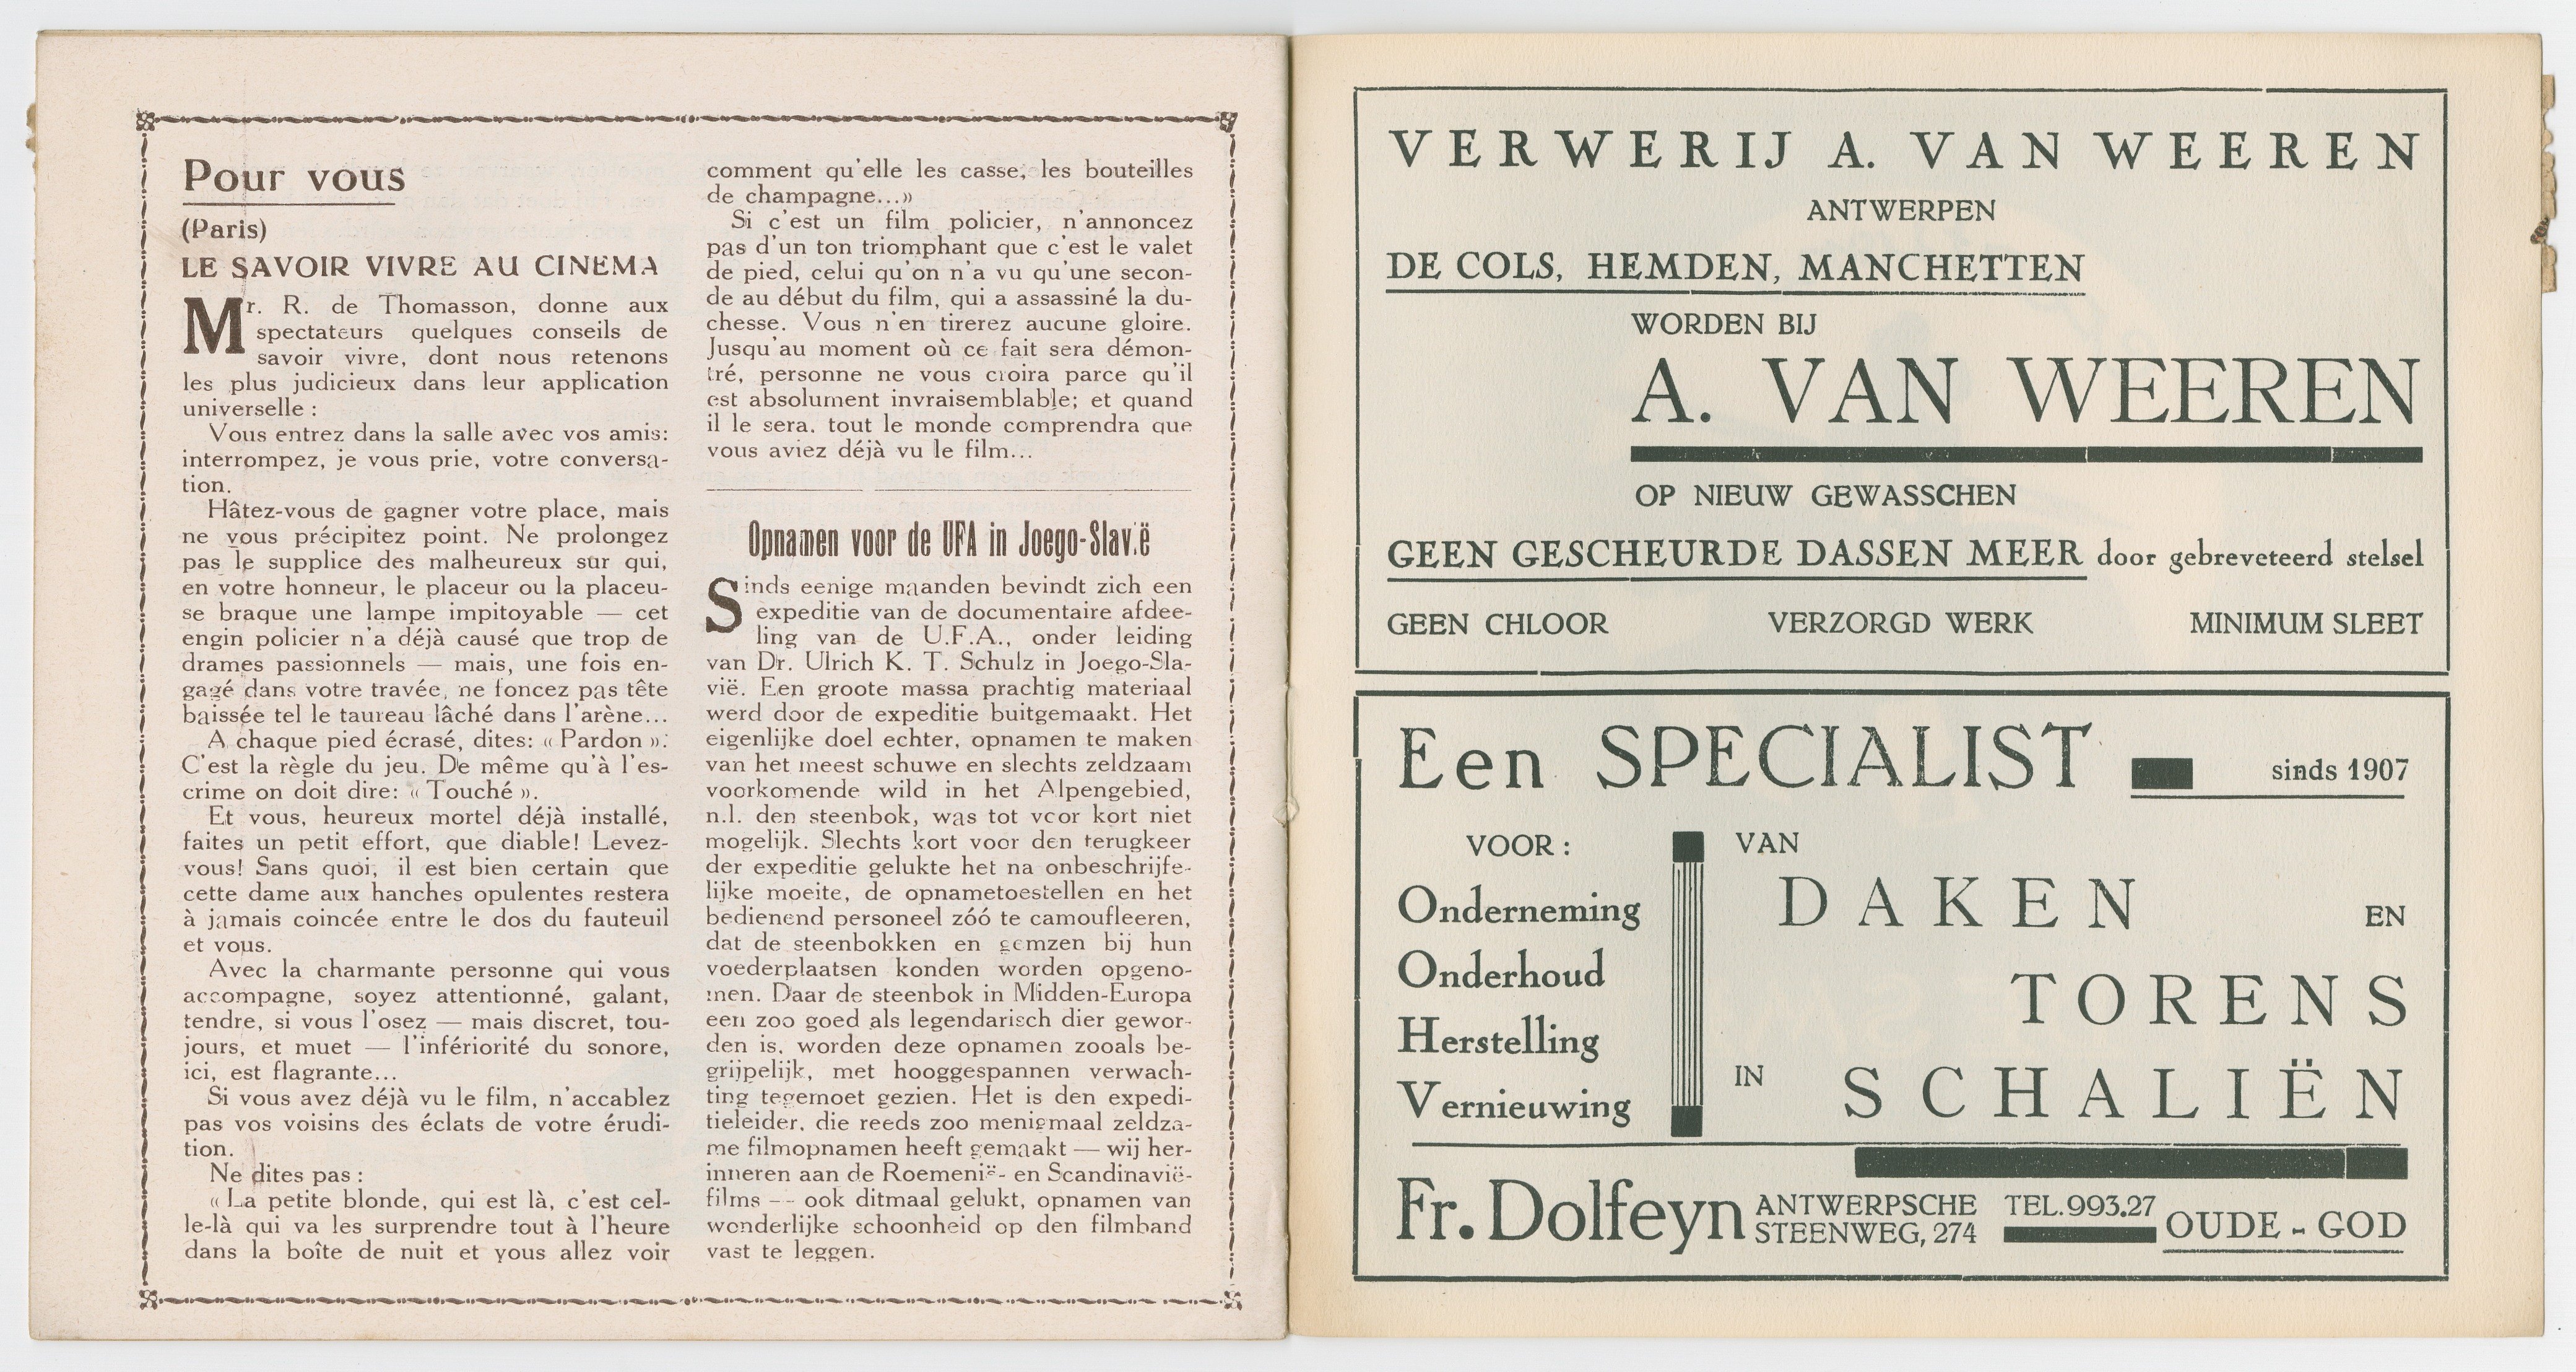 Pour vous
(Paris)
LE SAVOIR VIVRE AU CINEMA
Mr. R. de Thomasson, donne aux
spectateurs quelques conseils de
savoir vivre, dont nous retenons
les plus judicieux dans leur application
universelle :
Vous entrez dans la salle avec vos amis:
interrompez, je vous prie, votre conversa-
tion.
Hâtez-vous de gagner votre place, mais
ne vous précipitez point. Ne prolongez
pas le supplice des malheureux sur qui,
en votre honneur, le placeur ou la placeu-
se braque une lampe impitoyable — cet
engin policier n'a déjà causé que trop de
drames passionnels — mais, une fois en-
gagé dans votre travée, ne foncez pas tête
baissée tel le taureau lâché dans l'arène...
A chaque pied écrasé, dites: « Pardon ».
C'est la règle du jeu. De même qu'à l'es-
crime on doit dire: « Touché ».
Et vous, heureux mortel déjà installé,
faites un petit effort, que diable! Levez-
vous! Sans quoi, il est bien certain que
cette dame aux hanches opulentes restera
à jamais coincée entre le dos du fauteuil
et vous.
Avec la charmante personne qui vous
accompagne, soyez attentionné, galant,
tendre, si vous l'osez — mais discret, tou-
jours, et muet — l'infériorité du sonore,
ici, est flagrante...
Si vous avez déjà vu le film, n'accablez
pas vos voisins des éclats de votre érudi-
tion.
Ne dites pas :
« La petite blonde, qui est là, c'est cel-
le-là qui va les surprendre tout à l'heure
dans la boîte de nuit et vous allez voir
comment qu'elle les casse, les bouteilles
de champagne...»
Si c'est un film policier, n'annoncez
pas d'un ton triomphant que c'est le valet
de pied, celui qu'on n'a vu qu'une secon-
de au début du film, qui a assassiné la du-
chesse. Vous n'en tirerez aucune gloire.
Jusqu'au moment où ce fait sera démon-
tré, personne ne vous croira parce qu'il
est absolument invraisemblable; et quand
il le sera, tout le monde comprendra que
vous aviez déjà vu le film...
Opnamen voor de UFA in Joego-Slavië
Sinds eenige maanden bevindt zich een
expeditie van de documentaire afdee-
ling van de U.F.A., onder leiding
van Dr. Ulrich K. T. Schulz in Joego-Sla-
vië. Een groote massa prachtig materiaal
werd door de expeditie buitgemaakt. Het
eigenlijke doel echter, opnamen te maken
van het meest schuwe en slechts zeldzaam
voorkomende wild in het Alpengebied,
n.l. den steenbok, was tot voor kort niet
mogelijk. Slechts kort voor den terugkeer
der expeditie gelukte het na onbeschrijfe-
lijke moeite, de opnametoestellen en het
bedienend personeel zóó te camoufleeren,
dat de steenbokken en gemzen bij hun
voederplaatsen konden worden opgeno-
men. Daar de steenbok in Midden-Europa
een zoo goed als legendarisch dier gewor-
den is, worden deze opnamen zooals be-
grijpelijk, met hooggespannen verwach-
ting tegemoet gezien. Het is den expedi-
tieleider, die reeds zoo menigmaal zeldza-
me filmopnamen heeft gemaakt — wij her-
inneren aan de Roemenië- en Scandinavië-
films -- ook ditmaal gelukt, opnamen van
wonderlijke schoonheid op den filmband
vast te leggen.
VERWERIJ A. VAN WEEREN
ANTWERPEN
DE COLS, HEMDEN, MANCHETTEN
WORDEN BIJ
A. VAN WEEREN
OP NIEUW GEWASSCHEN
GEEN GESCHEURDE DASSEN MEER door gebreveteerd stelsel
GEEN CHLOOR VERZORGD WERK MINIMUM SLEET
Een SPECIALIST sinds 1907
VOOR :
Onderneming
Onderhoud
Herstelling
Vernieuwing
VAN
DAKEN EN
TORENS
IN SCHALIËN
Fr. Dolfeyn
ANTWERPSCHE
STEENWEG, 274
TEL. 993.27
OUDE - GOD